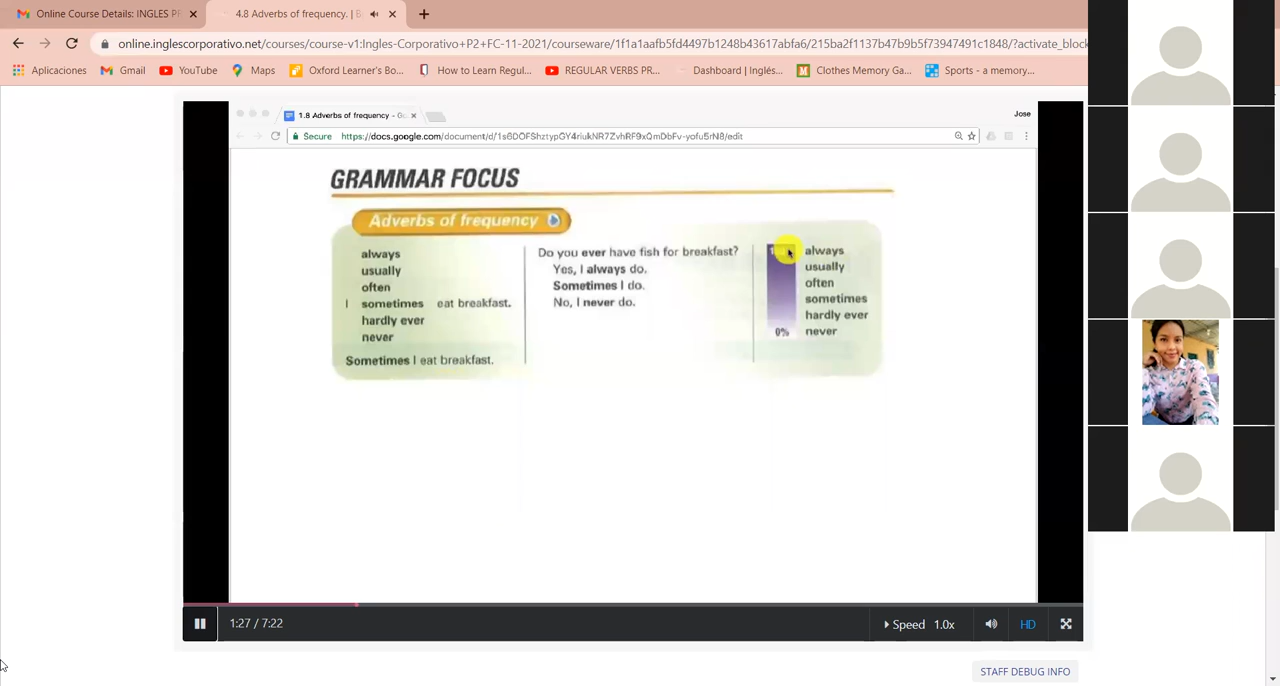 Online Course Details: INGLES P
4.8 Adverbs of frequency. | B
online.inglescorporativo.net/courses/course-v1:Ingles-Corporativo+P2+FC-11-2021/courseware/1f1a1aafb5fd4497b1248b43617abfa6/215ba2f1137b47b9b5f73947491c1848/?activate_block
Aplicaciones
Gmail
YouTube
Maps
Oxford Learner's Bo...
How to Learn Regul...
REGULAR VERBS PR...
Dashboard | Inglés...
Clothes Memory Ga...
Sports - a memory...
1.8 Adverbs of frequency - Gu
Jose
Secure
GRAMMAR FOCUS
Adverbs of frequency
always
usually
often
I sometimes eat breakfast.
hardly ever
never
Sometimes I eat breakfast.
Do you ever have fish for breakfast?
Yes, I always do.
Sometimes I do.
No, I never do.
always
usually
often
sometimes
hardly ever
0% never
1:27 / 7:22
Speed 1.0x
HD
STAFF DEBUG INFO